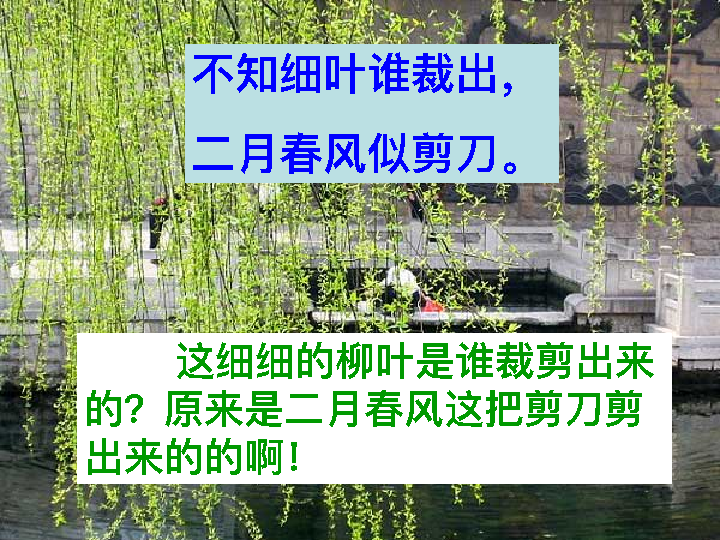 不知细叶谁裁出，
二月春风似剪刀。
这细细的柳叶是谁裁剪出来
的？原来是二月春风这把剪刀剪
出来的的啊！